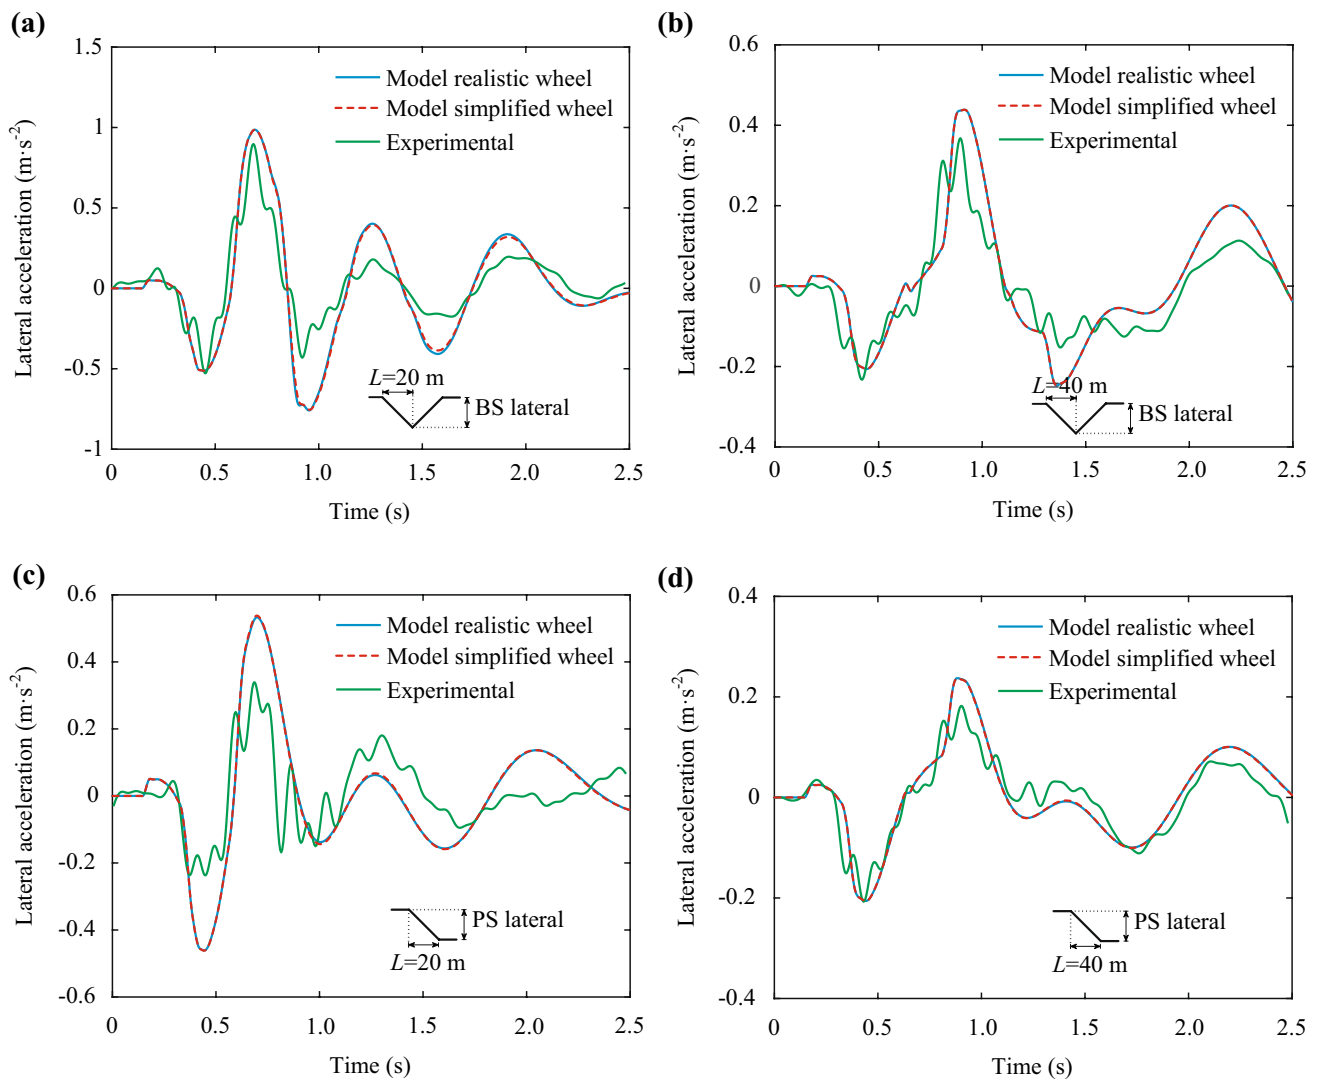 (a)
1.5
1
0.5
0
-0.5
-1
Lateral acceleration (m·s⁻²)
Model realistic wheel
Model simplified wheel
Experimental
L=20 m
BS lateral
0 0.5 1.0 1.5 2.0 2.5
Time (s)
(b)
0.6
0.4
0.2
0
-0.2
-0.4
Lateral acceleration (m·s⁻²)
Model realistic wheel
Model simplified wheel
Experimental
L=40 m
BS lateral
0 0.5 1.0 1.5 2.0 2.5
Time (s)
(c)
0.6
0.4
0.2
0
-0.2
-0.4
-0.6
Lateral acceleration (m·s⁻²)
Model realistic wheel
Model simplified wheel
Experimental
PS lateral
L=20 m
0 0.5 1.0 1.5 2.0 2.5
Time (s)
(d)
0.4
0.2
0
-0.2
-0.4
Lateral acceleration (m·s⁻²)
Model realistic wheel
Model simplified wheel
Experimental
PS lateral
L=40 m
0 0.5 1.0 1.5 2.0 2.5
Time (s)